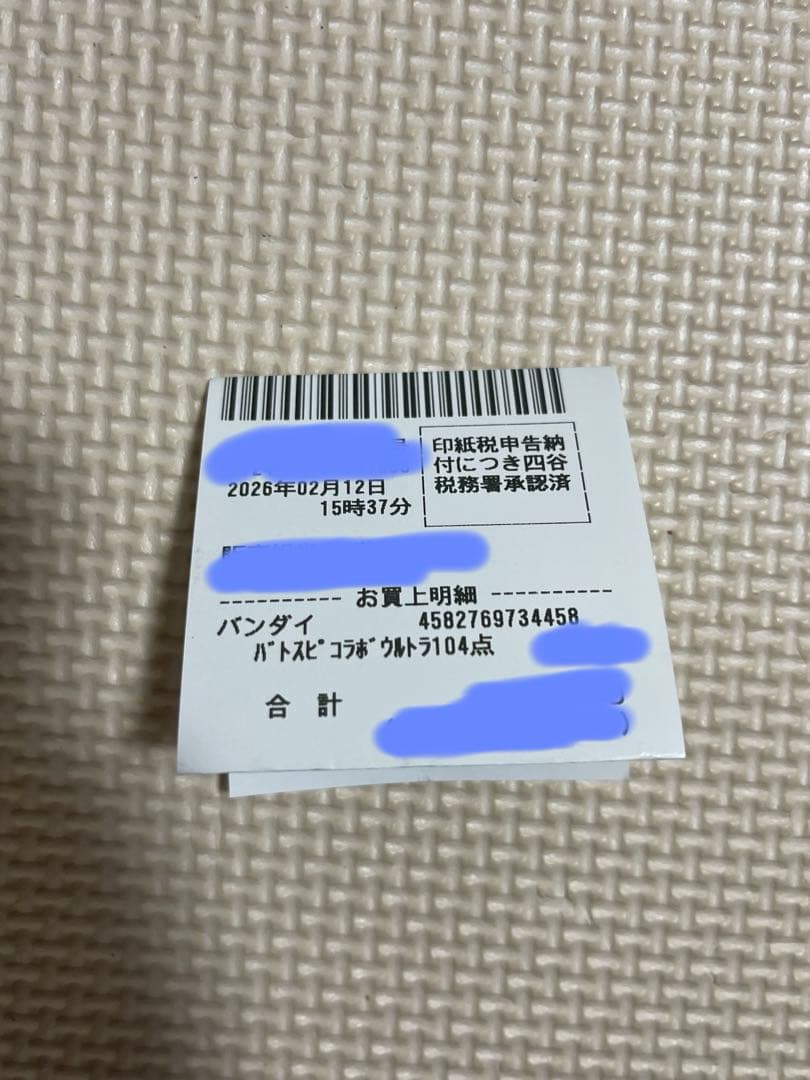 印紙税申告納
付につき四谷
税務署承認済
2026年02月12日
15時37分
---------- お買上明細 ----------
バンダイ 4582769734458
ﾊﾞﾄｽﾋﾟｺﾗﾎﾞｳﾙﾄﾗ104点
合 計